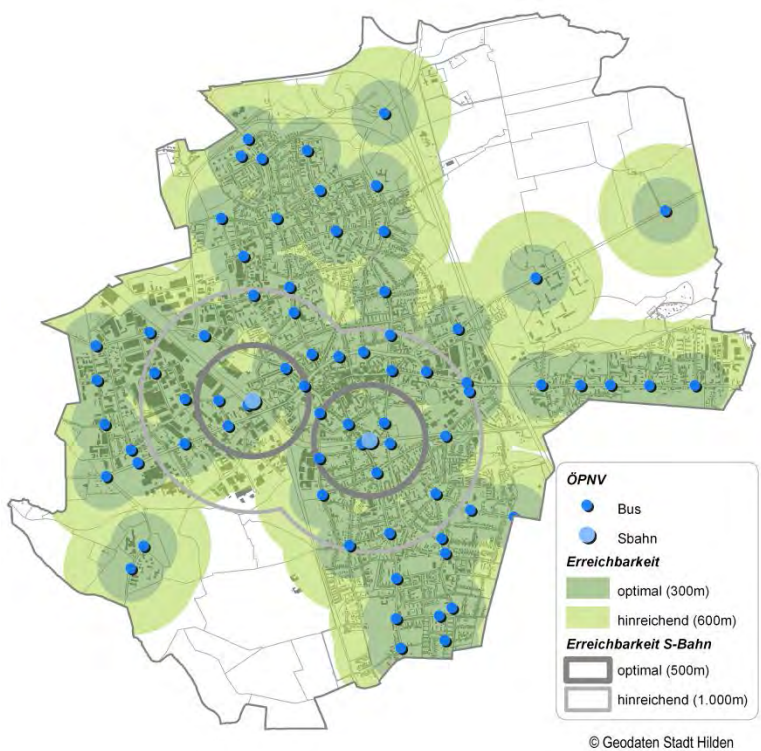 ÖPNV
Bus
Sbahn
Erreichbarkeit
optimal (300m)
hinreichend (600m)
Erreichbarkeit S-Bahn
optimal (500m)
hinreichend (1.000m)
© Geodaten Stadt Hilden